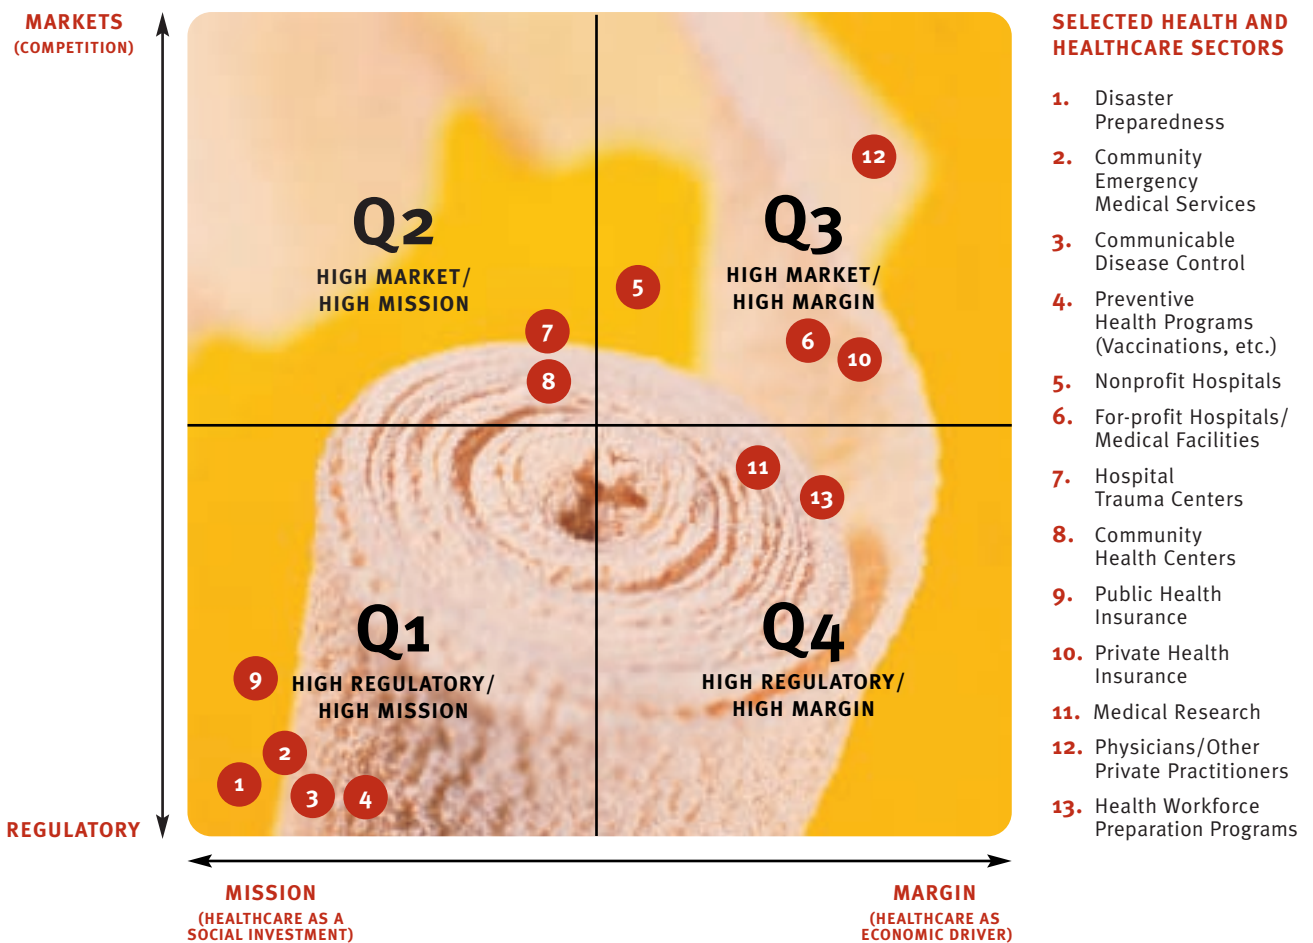 MARKETS
(COMPETITION)
Q2
HIGH MARKET/
HIGH MISSION
Q3
HIGH MARKET/
HIGH MARGIN
12
5
7
6
10
8
11
13
Q1
HIGH REGULATORY/
HIGH MISSION
Q4
HIGH REGULATORY/
HIGH MARGIN
9
2
1
3
4
REGULATORY
MISSION
(HEALTHCARE AS A
SOCIAL INVESTMENT)
MARGIN
(HEALTHCARE AS
ECONOMIC DRIVER)
SELECTED HEALTH AND
HEALTHCARE SECTORS
1. Disaster
Preparedness
2. Community
Emergency
Medical Services
3. Communicable
Disease Control
4. Preventive
Health Programs
(Vaccinations, etc.)
5. Nonprofit Hospitals
6. For-profit Hospitals/
Medical Facilities
7. Hospital
Trauma Centers
8. Community
Health Centers
9. Public Health
Insurance
10. Private Health
Insurance
11. Medical Research
12. Physicians/Other
Private Practitioners
13. Health Workforce
Preparation Programs